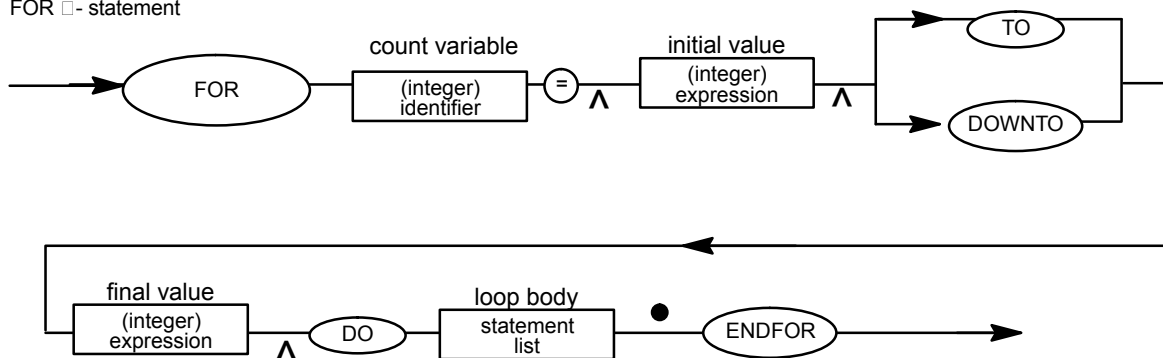 FOR □- statement
count variable
initial value
TO
FOR
(integer)
identifier
=
(integer)
expression
DOWNTO
final value
loop body
(integer)
expression
DO
statement
list
ENDFOR